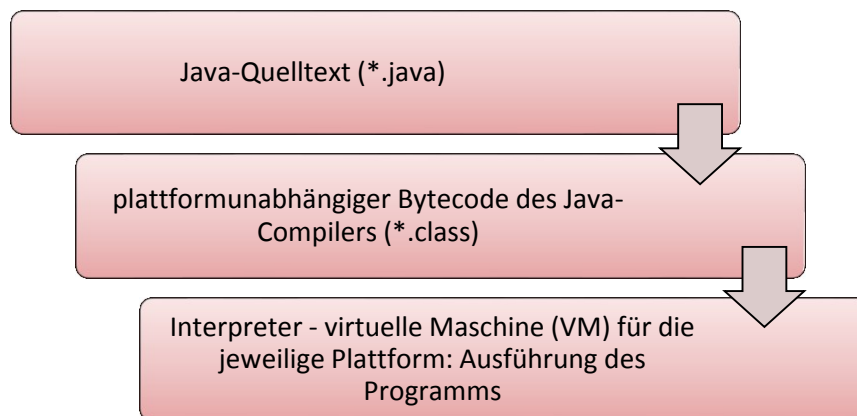 Java-Quelltext (*.java)
plattformunabhängiger Bytecode des Java-
Compilers (*.class)
Interpreter - virtuelle Maschine (VM) für die
jeweilige Plattform: Ausführung des
Programms